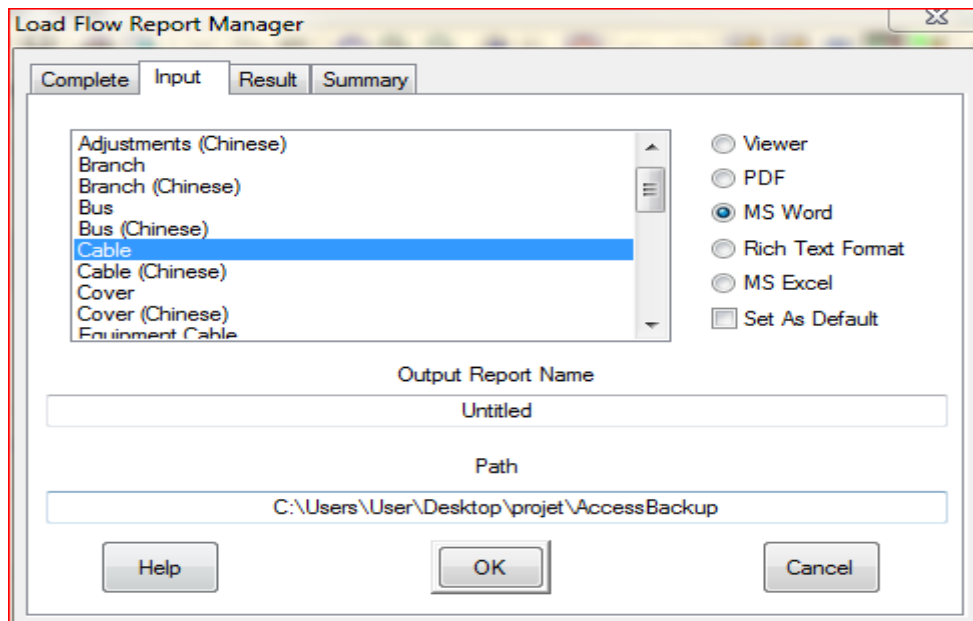 Load Flow Report Manager
Complete Input Result Summary
Adjustments (Chinese)
Branch
Branch (Chinese)
Bus
Bus (Chinese)
Cable
Cable (Chinese)
Cover
Cover (Chinese)
Equipment Cable
Viewer
PDF
MS Word
Rich Text Format
MS Excel
Set As Default
Output Report Name
Untitled
Path
C:\Users\User\Desktop\projet\AccessBackup
Help OK Cancel